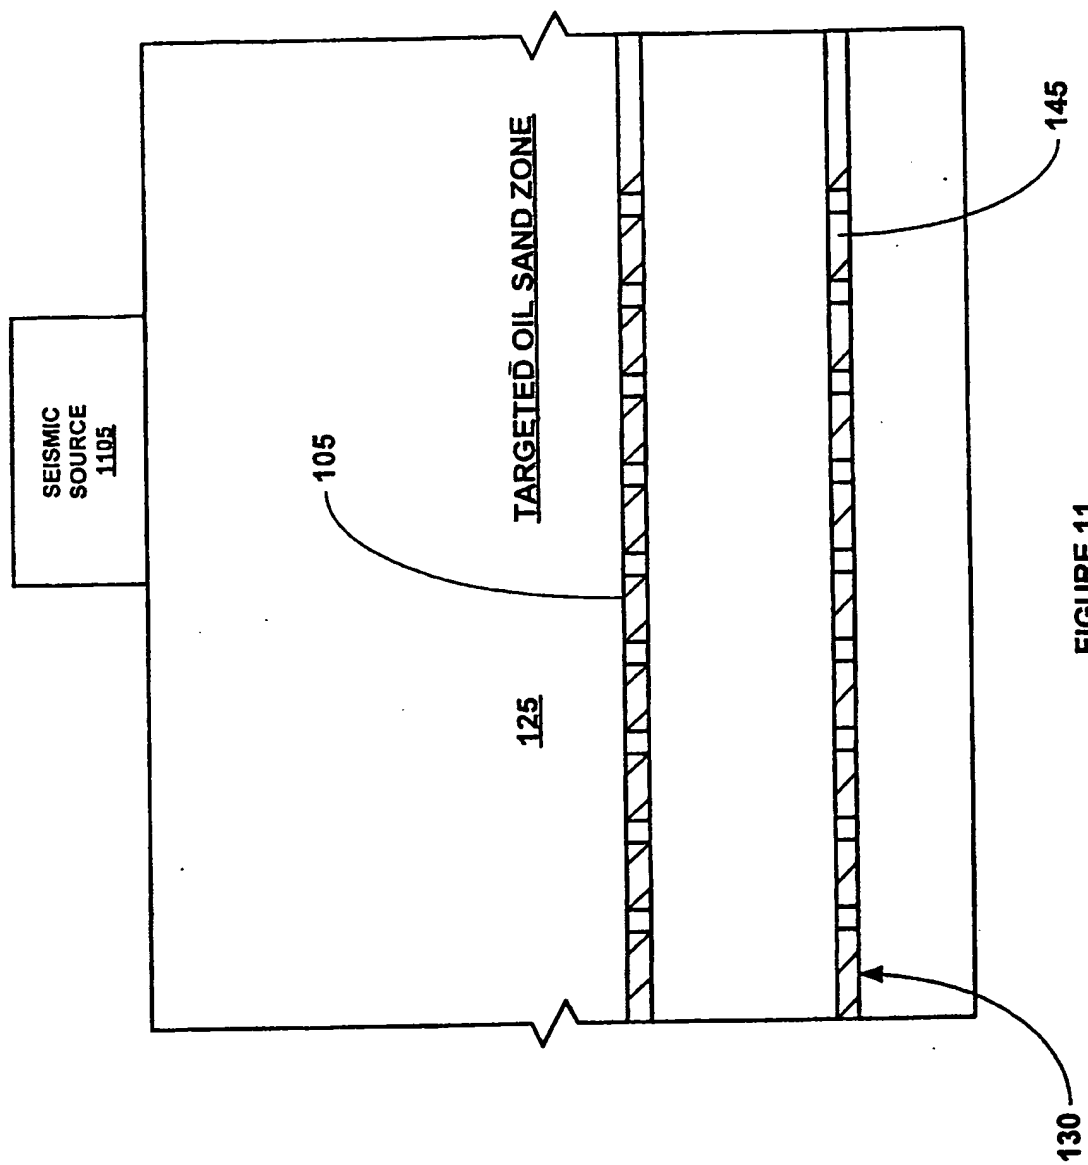 SEISMIC
SOURCE
1105
105
TARGETED OIL SAND ZONE
125
145
130
FIGURE 11